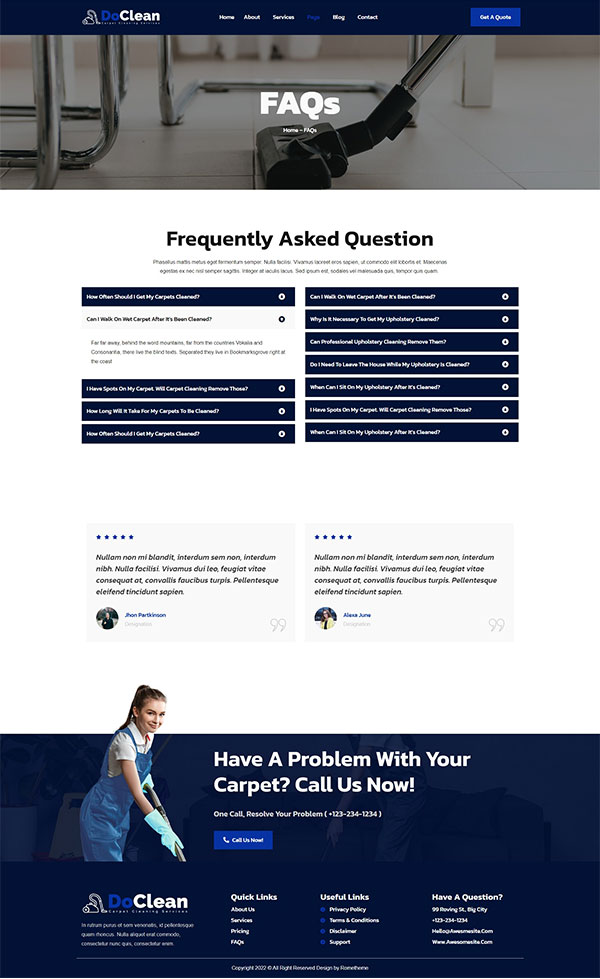 DoClean
Carpet Cleaning Services
Home About Services Page Blog Contact
Get A Quote
FAQs
Home – FAQs
Frequently Asked Question
Phasellus mattis metus eget fermentum semper. Nulla facilisi. Vivamus laoreet eros sapien, ut commodo elit lobortis et. Maecenas
egestas ex nec nisl semper sagittis. Integer at iaculis lacus. Sed ipsum est, sodales vel malesuada quis, tempor quis quam.
How Often Should I Get My Carpets Cleaned?
Can I Walk On Wet Carpet After It's Been Cleaned?
Far far away, behind the word mountains, far from the countries Vokalia and
Consonantia, there live the blind texts. Separated they live in Bookmarksgrove right at
the coast
I Have Spots On My Carpet. Will Carpet Cleaning Remove Those?
How Long Will It Take For My Carpets To Be Cleaned?
How Often Should I Get My Carpets Cleaned?
Can I Walk On Wet Carpet After It's Been Cleaned?
Why Is It Necessary To Get My Upholstery Cleaned?
Can Professional Upholstery Cleaning Remove Them?
Do I Need To Leave The House While My Upholstery Is Cleaned?
When Can I Sit On My Upholstery After It's Cleaned?
I Have Spots On My Carpet. Will Carpet Cleaning Remove Those?
When Can I Sit On My Upholstery After It's Cleaned?
Nullam non mi blandit, interdum sem non, interdum
nibh. Nulla facilisi. Vivamus dui leo, feugiat vitae
consequat at, convallis faucibus turpis. Pellentesque
eleifend tincidunt sapien.
Jhon Partkinson
Designation
Nullam non mi blandit, interdum sem non, interdum
nibh. Nulla facilisi. Vivamus dui leo, feugiat vitae
consequat at, convallis faucibus turpis. Pellentesque
eleifend tincidunt sapien.
Alexa June
Designation
Have A Problem With Your
Carpet? Call Us Now!
One Call, Resolve Your Problem ( +123-234-1234 )
Call Us Now!
DoClean
Carpet Cleaning Services
In rutrum purus et sem venenatis, id pellentesque
quam rhoncus. Nulla aliquet erat commodo,
consectetur nunc quis, consectetur enim.
Quick Links
About Us
Services
Pricing
FAQs
Useful Links
Privacy Policy
Terms & Conditions
Disclaimer
Support
Have A Question?
99 Roving St, Big City
+123-234-1234
Hello@Awesomesite.Com
Www.Awesomesite.Com
Copyright 2022 © All Right Reserved Design by Rometheme